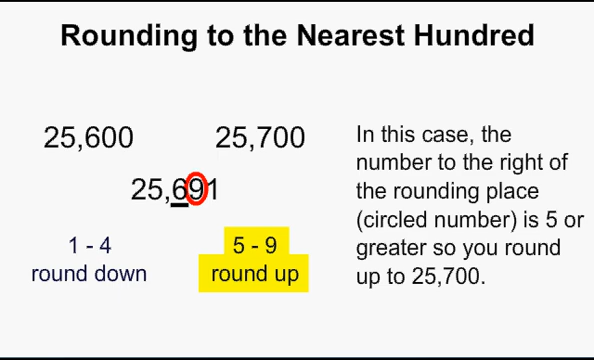 Rounding to the Nearest Hundred
25,600 25,700
25,691
1 - 4
round down
5 - 9
round up
In this case, the
number to the right of
the rounding place
(circled number) is 5 or
greater so you round
up to 25,700.